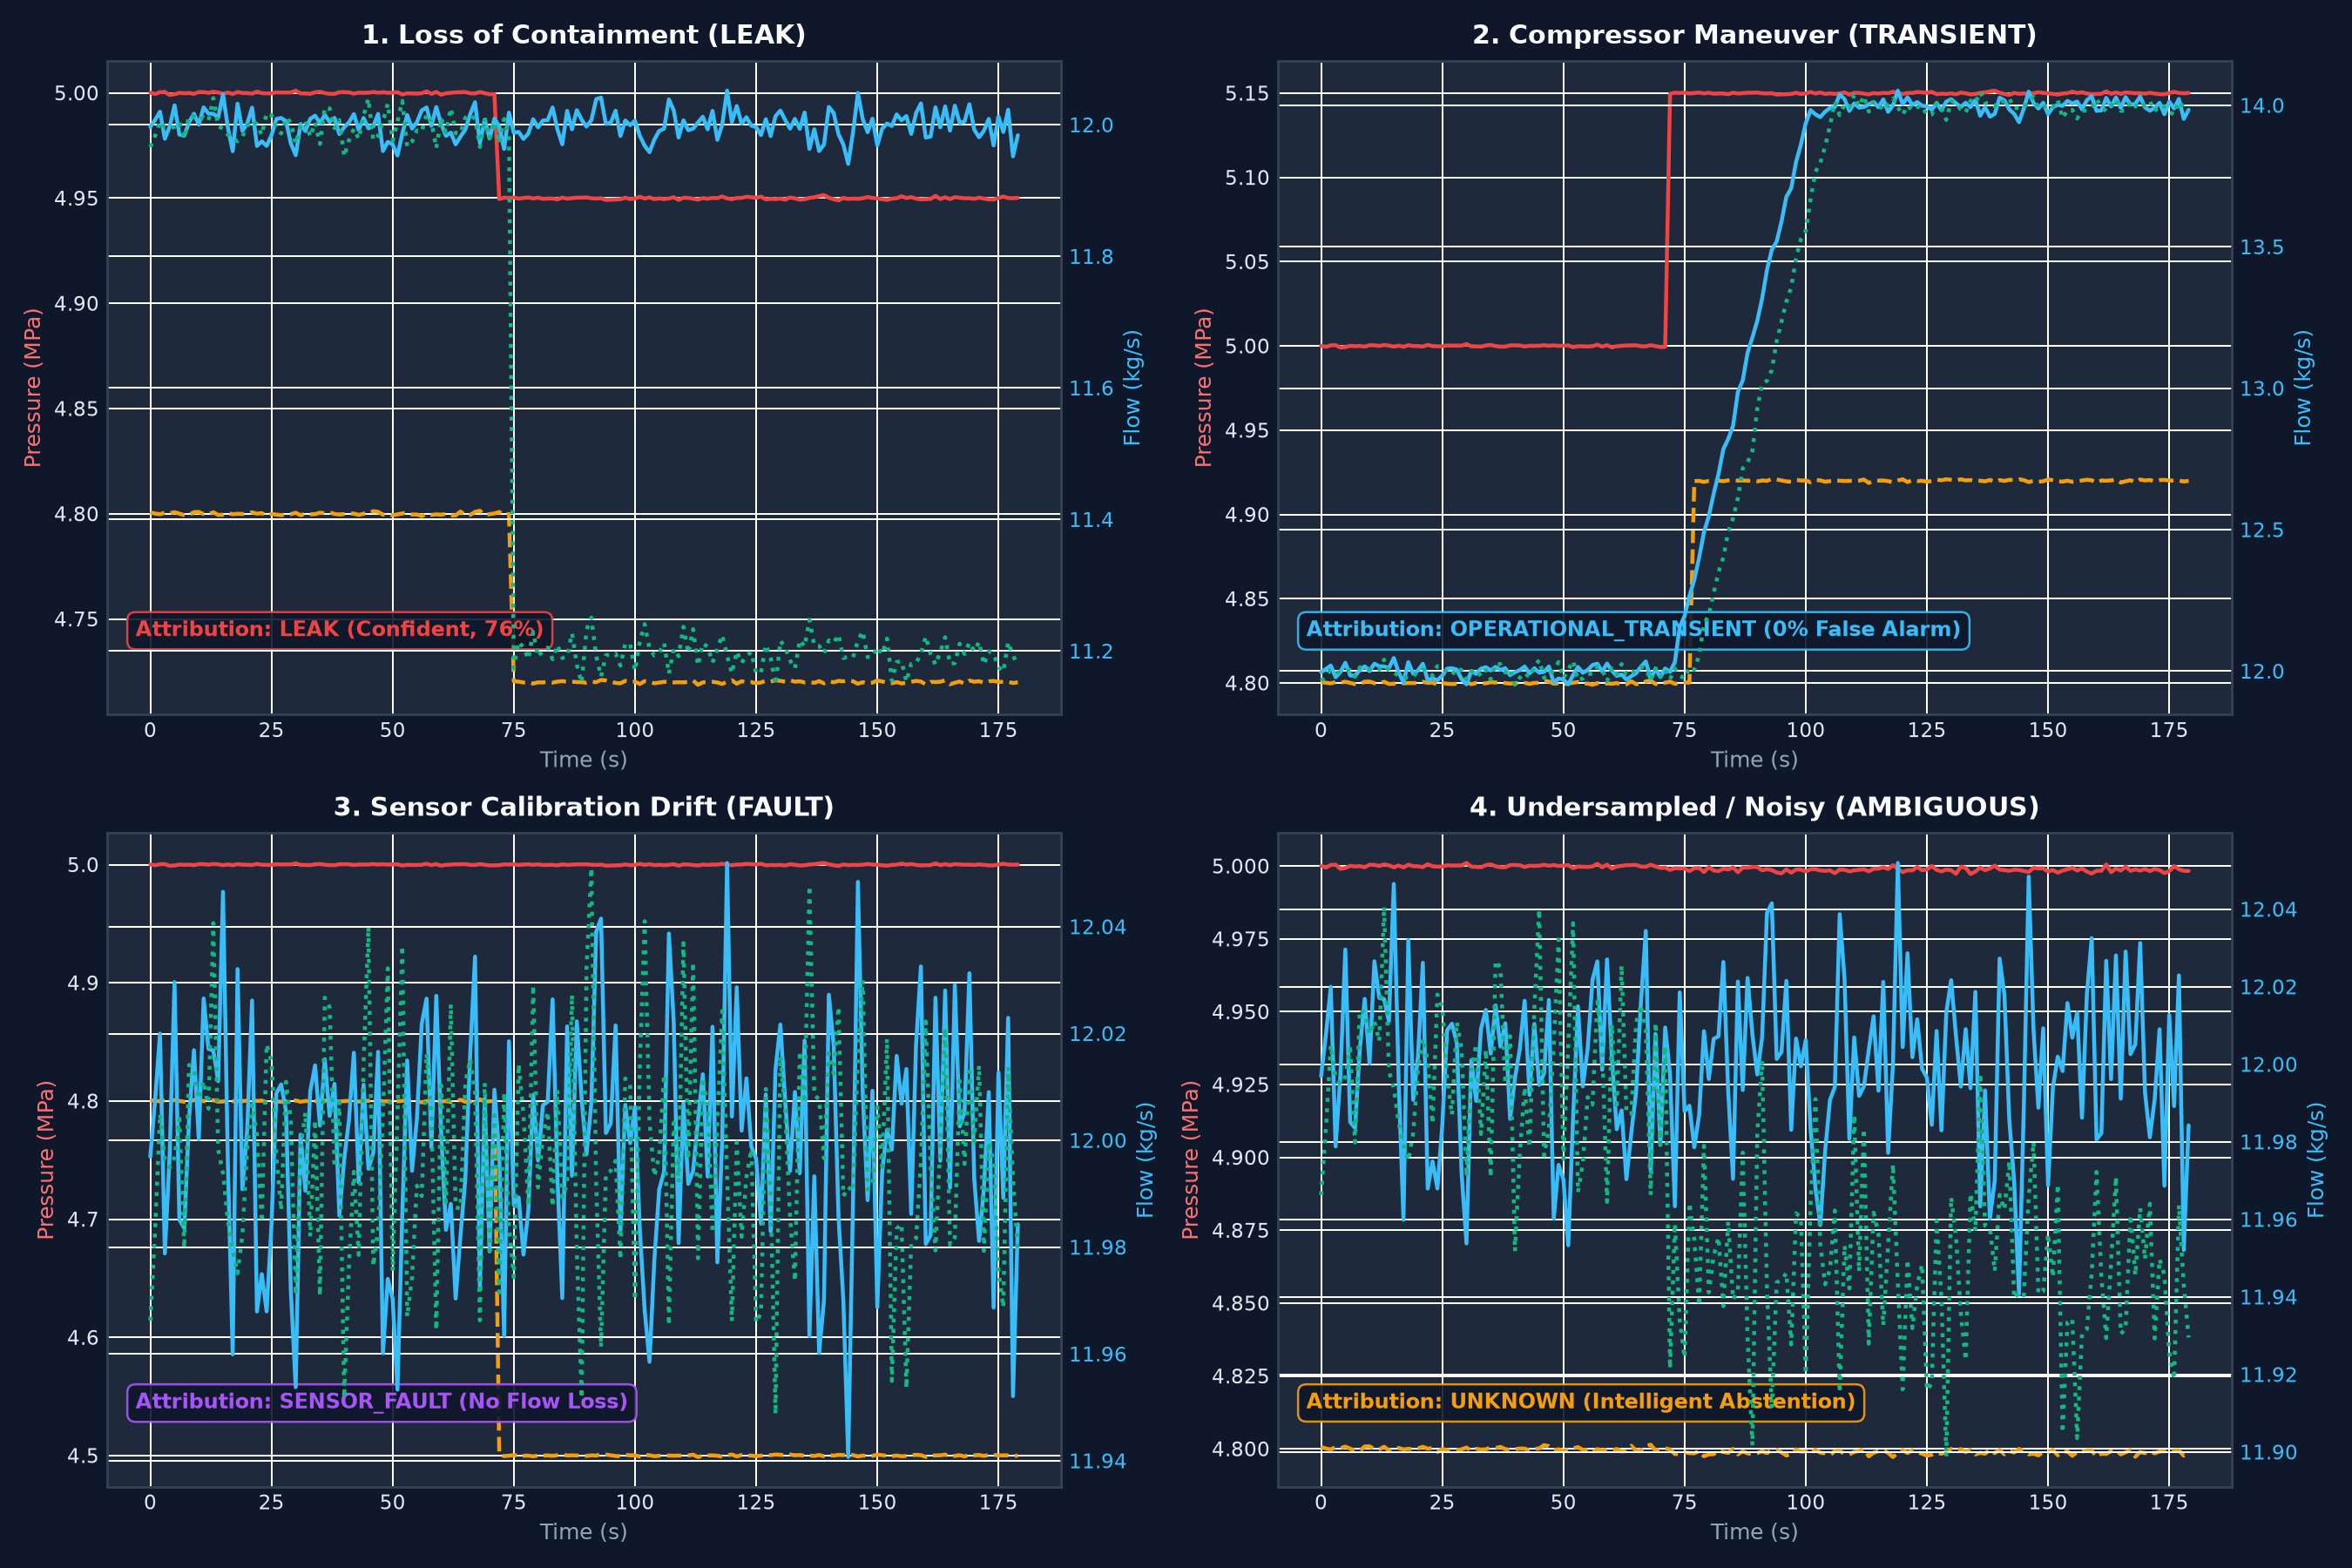 1. Loss of Containment (LEAK)
5.00
4.95
4.90
4.85
4.80
4.75
Pressure (MPa)
12.0
11.8
11.6
11.4
11.2
Flow (kg/s)
Attribution: LEAK (Confident, 76%)
0 25 50 75 100 125 150 175
Time (s)
2. Compressor Maneuver (TRANSIENT)
5.15
5.10
5.05
5.00
4.95
4.90
4.85
4.80
Pressure (MPa)
14.0
13.5
13.0
12.5
12.0
Flow (kg/s)
Attribution: OPERATIONAL_TRANSIENT (0% False Alarm)
0 25 50 75 100 125 150 175
Time (s)
3. Sensor Calibration Drift (FAULT)
5.0
4.9
4.8
4.7
4.6
4.5
Pressure (MPa)
12.04
12.02
12.00
11.98
11.96
11.94
Flow (kg/s)
Attribution: SENSOR_FAULT (No Flow Loss)
0 25 50 75 100 125 150 175
Time (s)
4. Undersampled / Noisy (AMBIGUOUS)
5.000
4.975
4.950
4.925
4.900
4.875
4.850
4.825
4.800
Pressure (MPa)
12.04
12.02
12.00
11.98
11.96
11.94
11.92
11.90
Flow (kg/s)
Attribution: UNKNOWN (Intelligent Abstention)
0 25 50 75 100 125 150 175
Time (s)